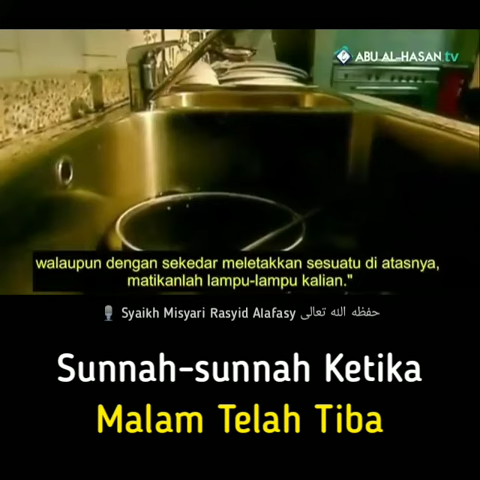 ABU AL-HASAN.tv
walaupun dengan sekedar meletakkan sesuatu di atasnya,
matikanlah lampu-lampu kalian."
Syaikh Misyari Rasyid Alafasy حفظه الله تعالى
Sunnah-sunnah Ketika
Malam Telah Tiba